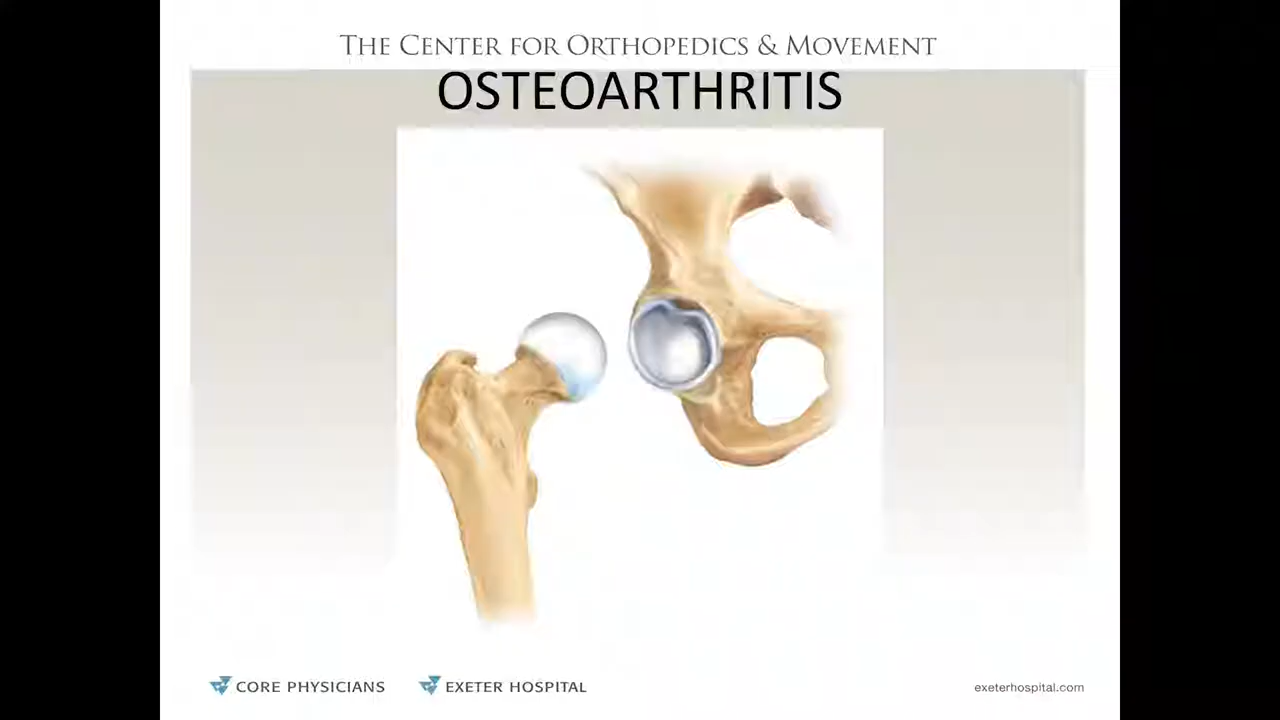 THE CENTER FOR ORTHOPEDICS & MOVEMENT
OSTEOARTHRITIS
CORE PHYSICIANS
EXETER HOSPITAL
exeterhospital.com